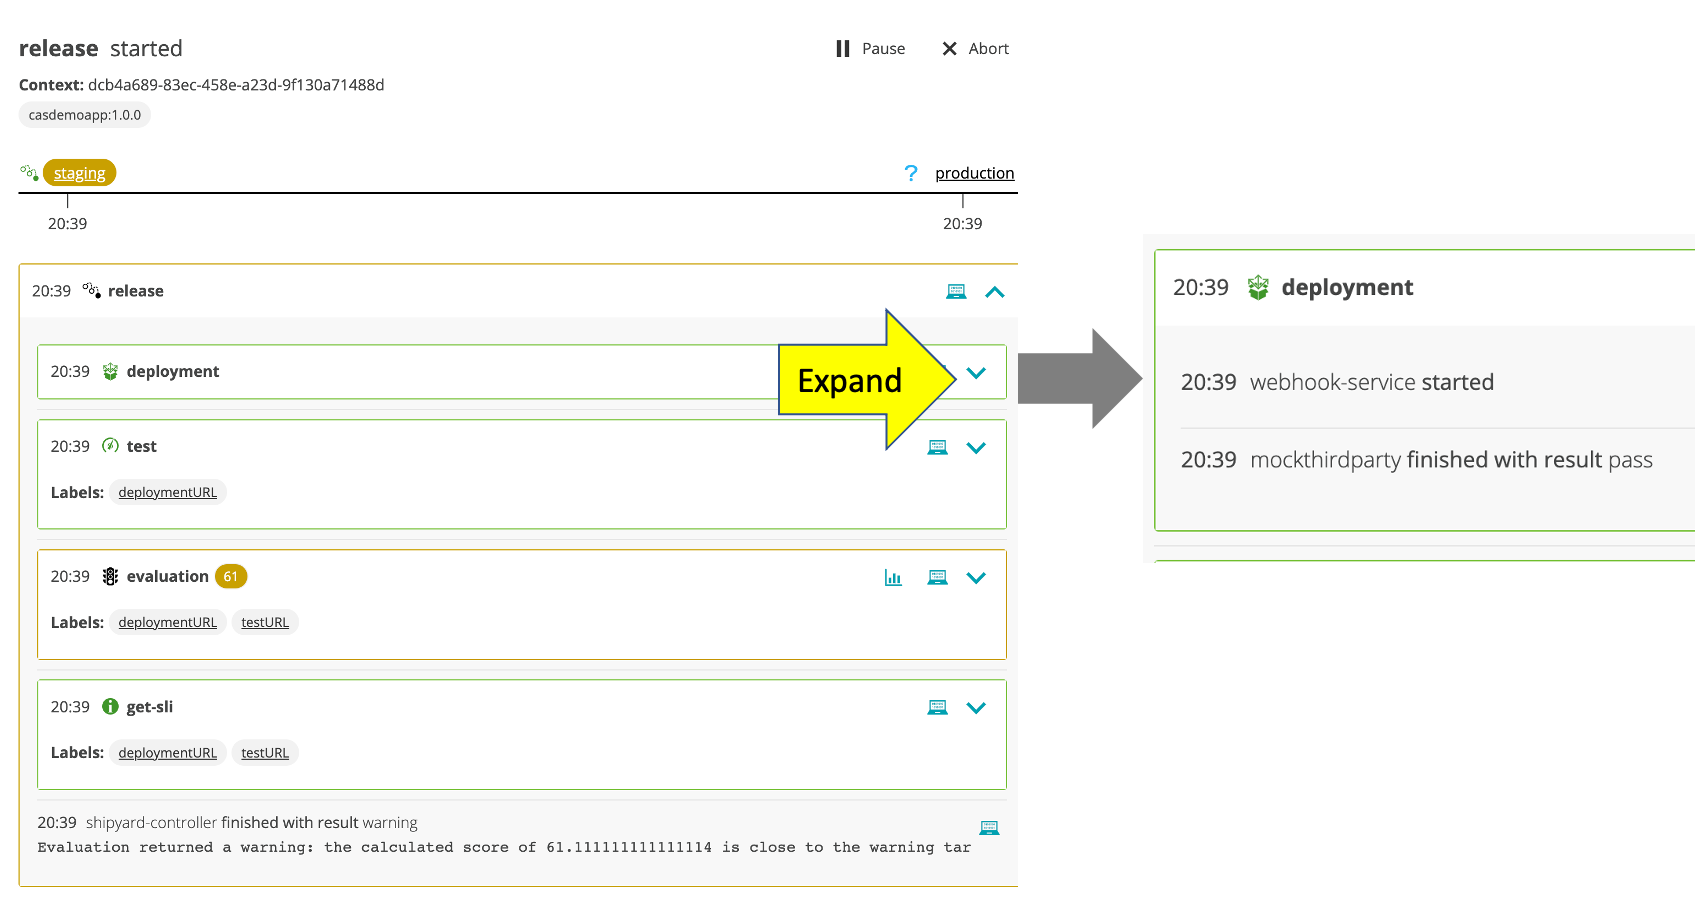 release started
Pause
Abort
Context: dcb4a689-83ec-458e-a23d-9f130a71488d
casdemoapp:1.0.0
staging
? production
20:39
20:39
20:39 release
20:39 deployment
Expand
20:39 test
Labels: deploymentURL
20:39 evaluation 61
Labels: deploymentURL testURL
20:39 get-sli
Labels: deploymentURL testURL
20:39 shipyard-controller finished with result warning
Evaluation returned a warning: the calculated score of 61.111111111111114 is close to the warning tar
20:39 deployment
20:39 webhook-service started
20:39 mockthirdparty finished with result pass